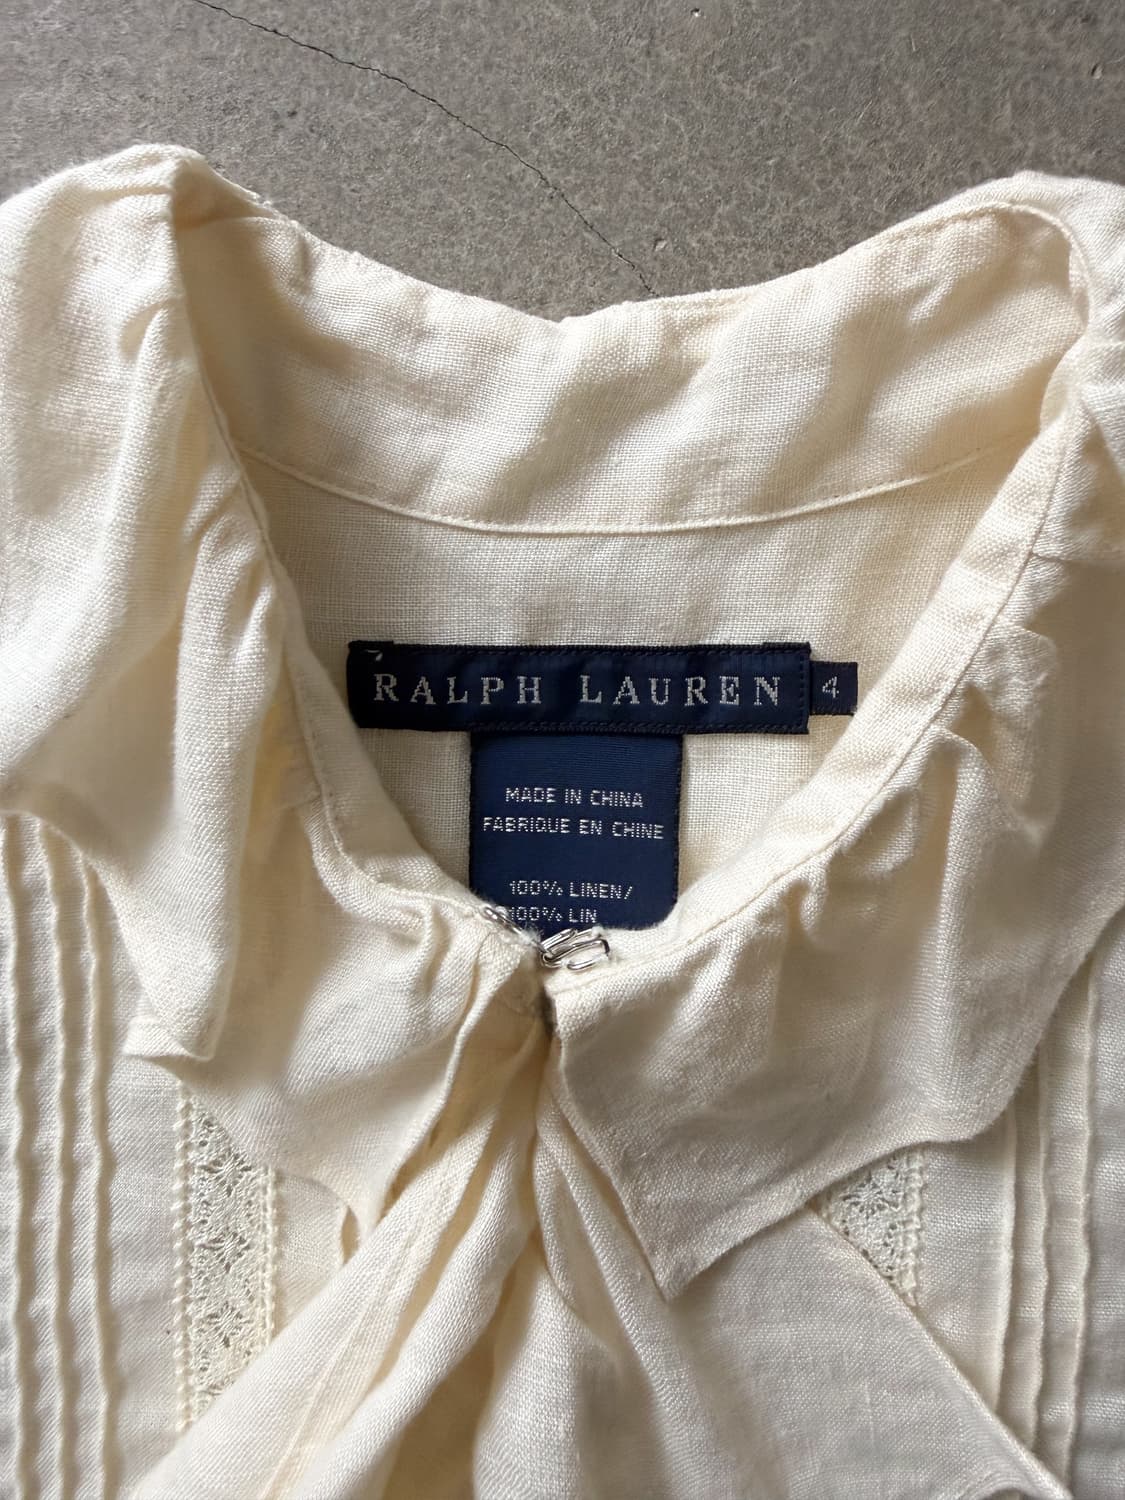 RALPH LAUREN 4
MADE IN CHINA
FABRIQUE EN CHINE
100% LINEN/
100% LIN